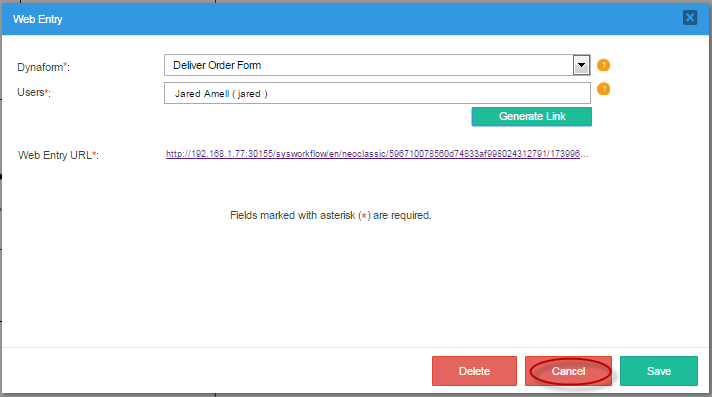 Web Entry
Dynaform*: Deliver Order Form ?
Users*: Jared Amell ( jared ) ?
Generate Link
Web Entry URL*: http://192.168.1.77:30155/sysworkflow/en/neoclassic/596710078560d74833af998024312791/173996...
Fields marked with asterisk (*) are required.
Delete Cancel Save